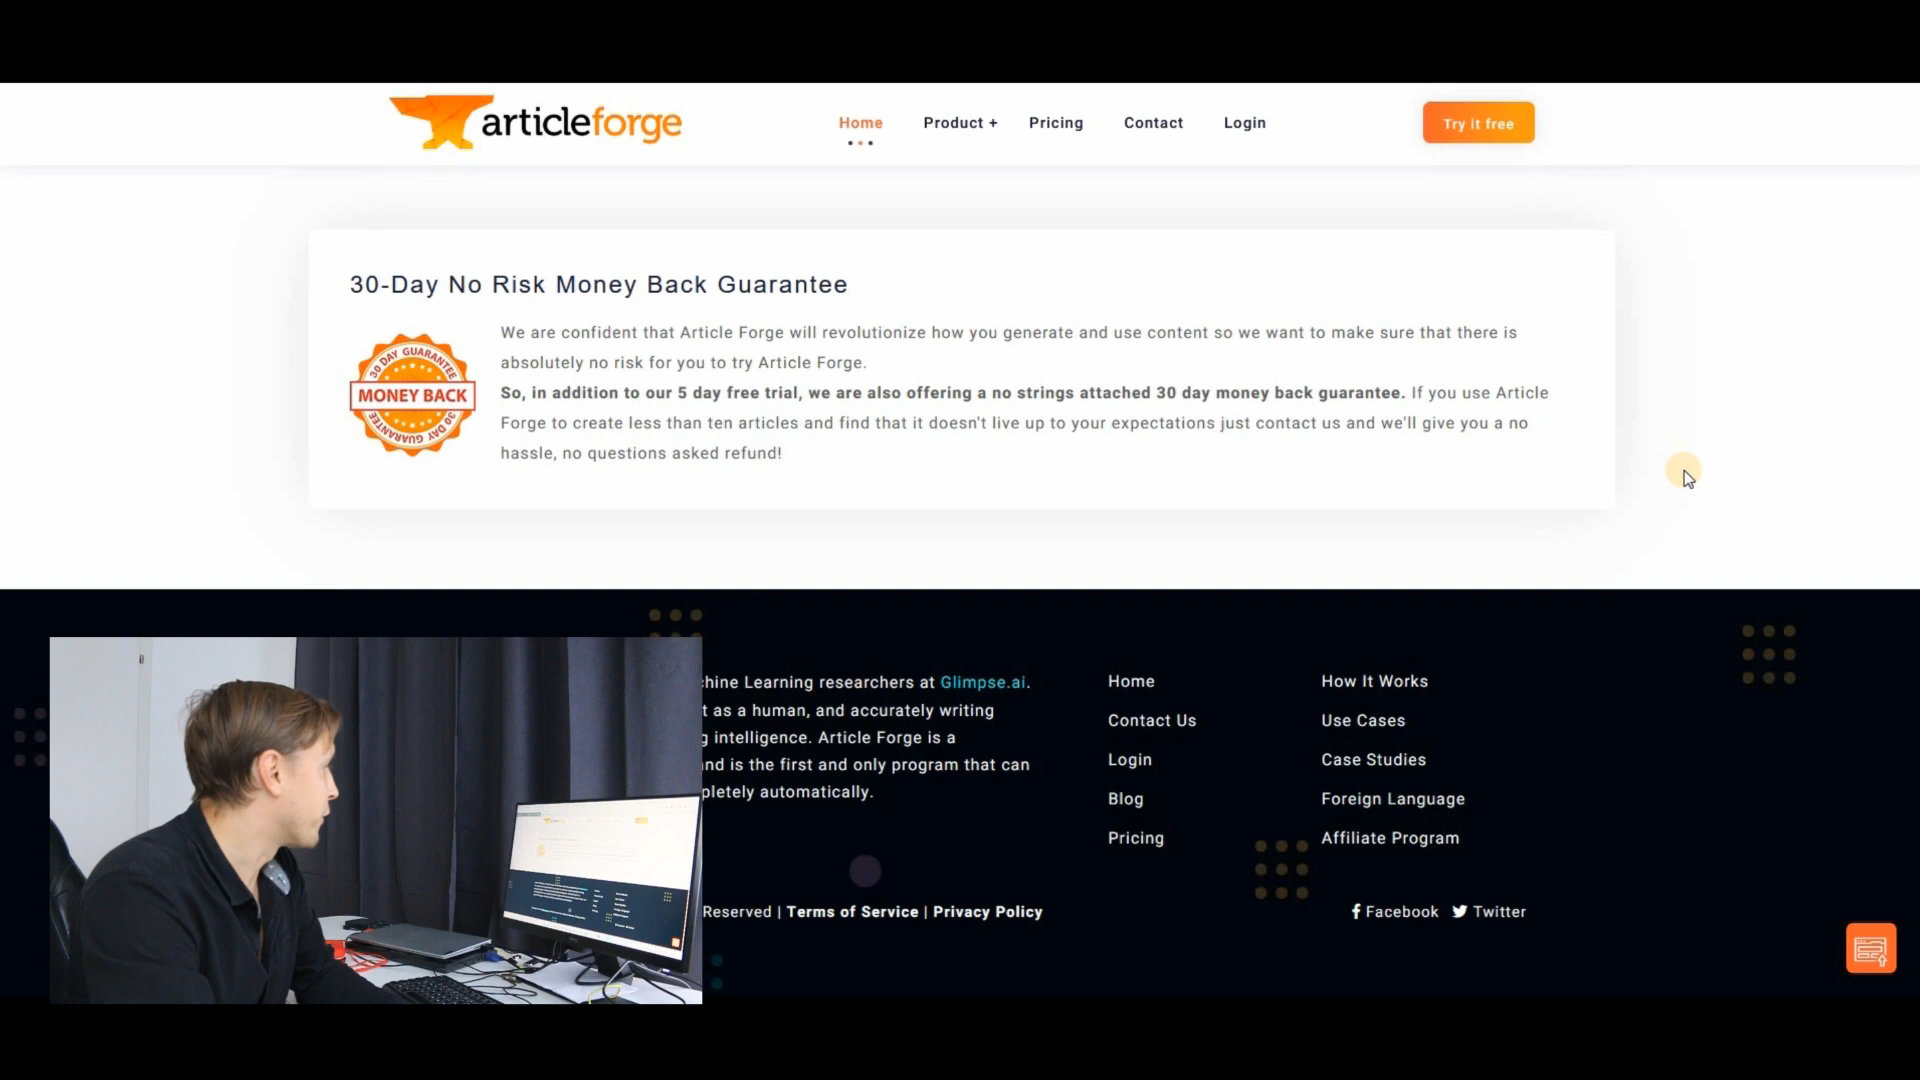 articleforge
Home Product + Pricing Contact Login Try it free
30-Day No Risk Money Back Guarantee
30 DAY GUARANTEE
MONEY BACK
30 DAY GUARANTEE
We are confident that Article Forge will revolutionize how you generate and use content so we want to make sure that there is
absolutely no risk for you to try Article Forge.
So, in addition to our 5 day free trial, we are also offering a no strings attached 30 day money back guarantee. If you use Article
Forge to create less than ten articles and find that it doesn't live up to your expectations just contact us and we'll give you a no
hassle, no questions asked refund!
Machine Learning researchers at Glimpse.ai.
as a human, and accurately writing
intelligence. Article Forge is a
and is the first and only program that can
completely automatically.
Home
Contact Us
Login
Blog
Pricing
How It Works
Use Cases
Case Studies
Foreign Language
Affiliate Program
Reserved | Terms of Service | Privacy Policy
Facebook Twitter